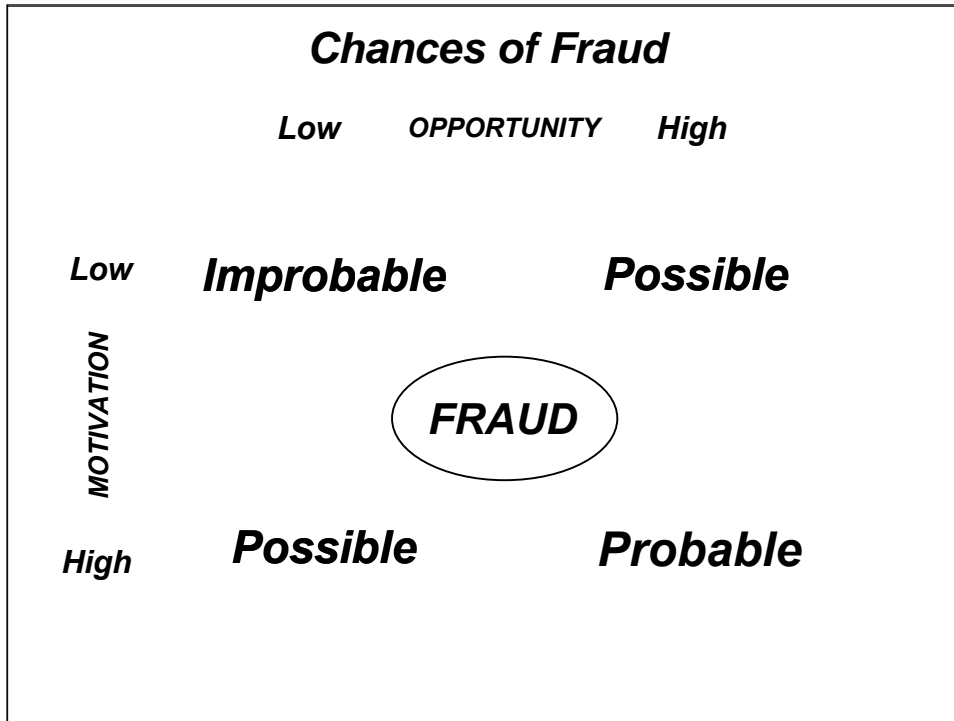 Chances of Fraud
Low OPPORTUNITY High
Low Improbable Possible
MOTIVATION
FRAUD
High Possible Probable